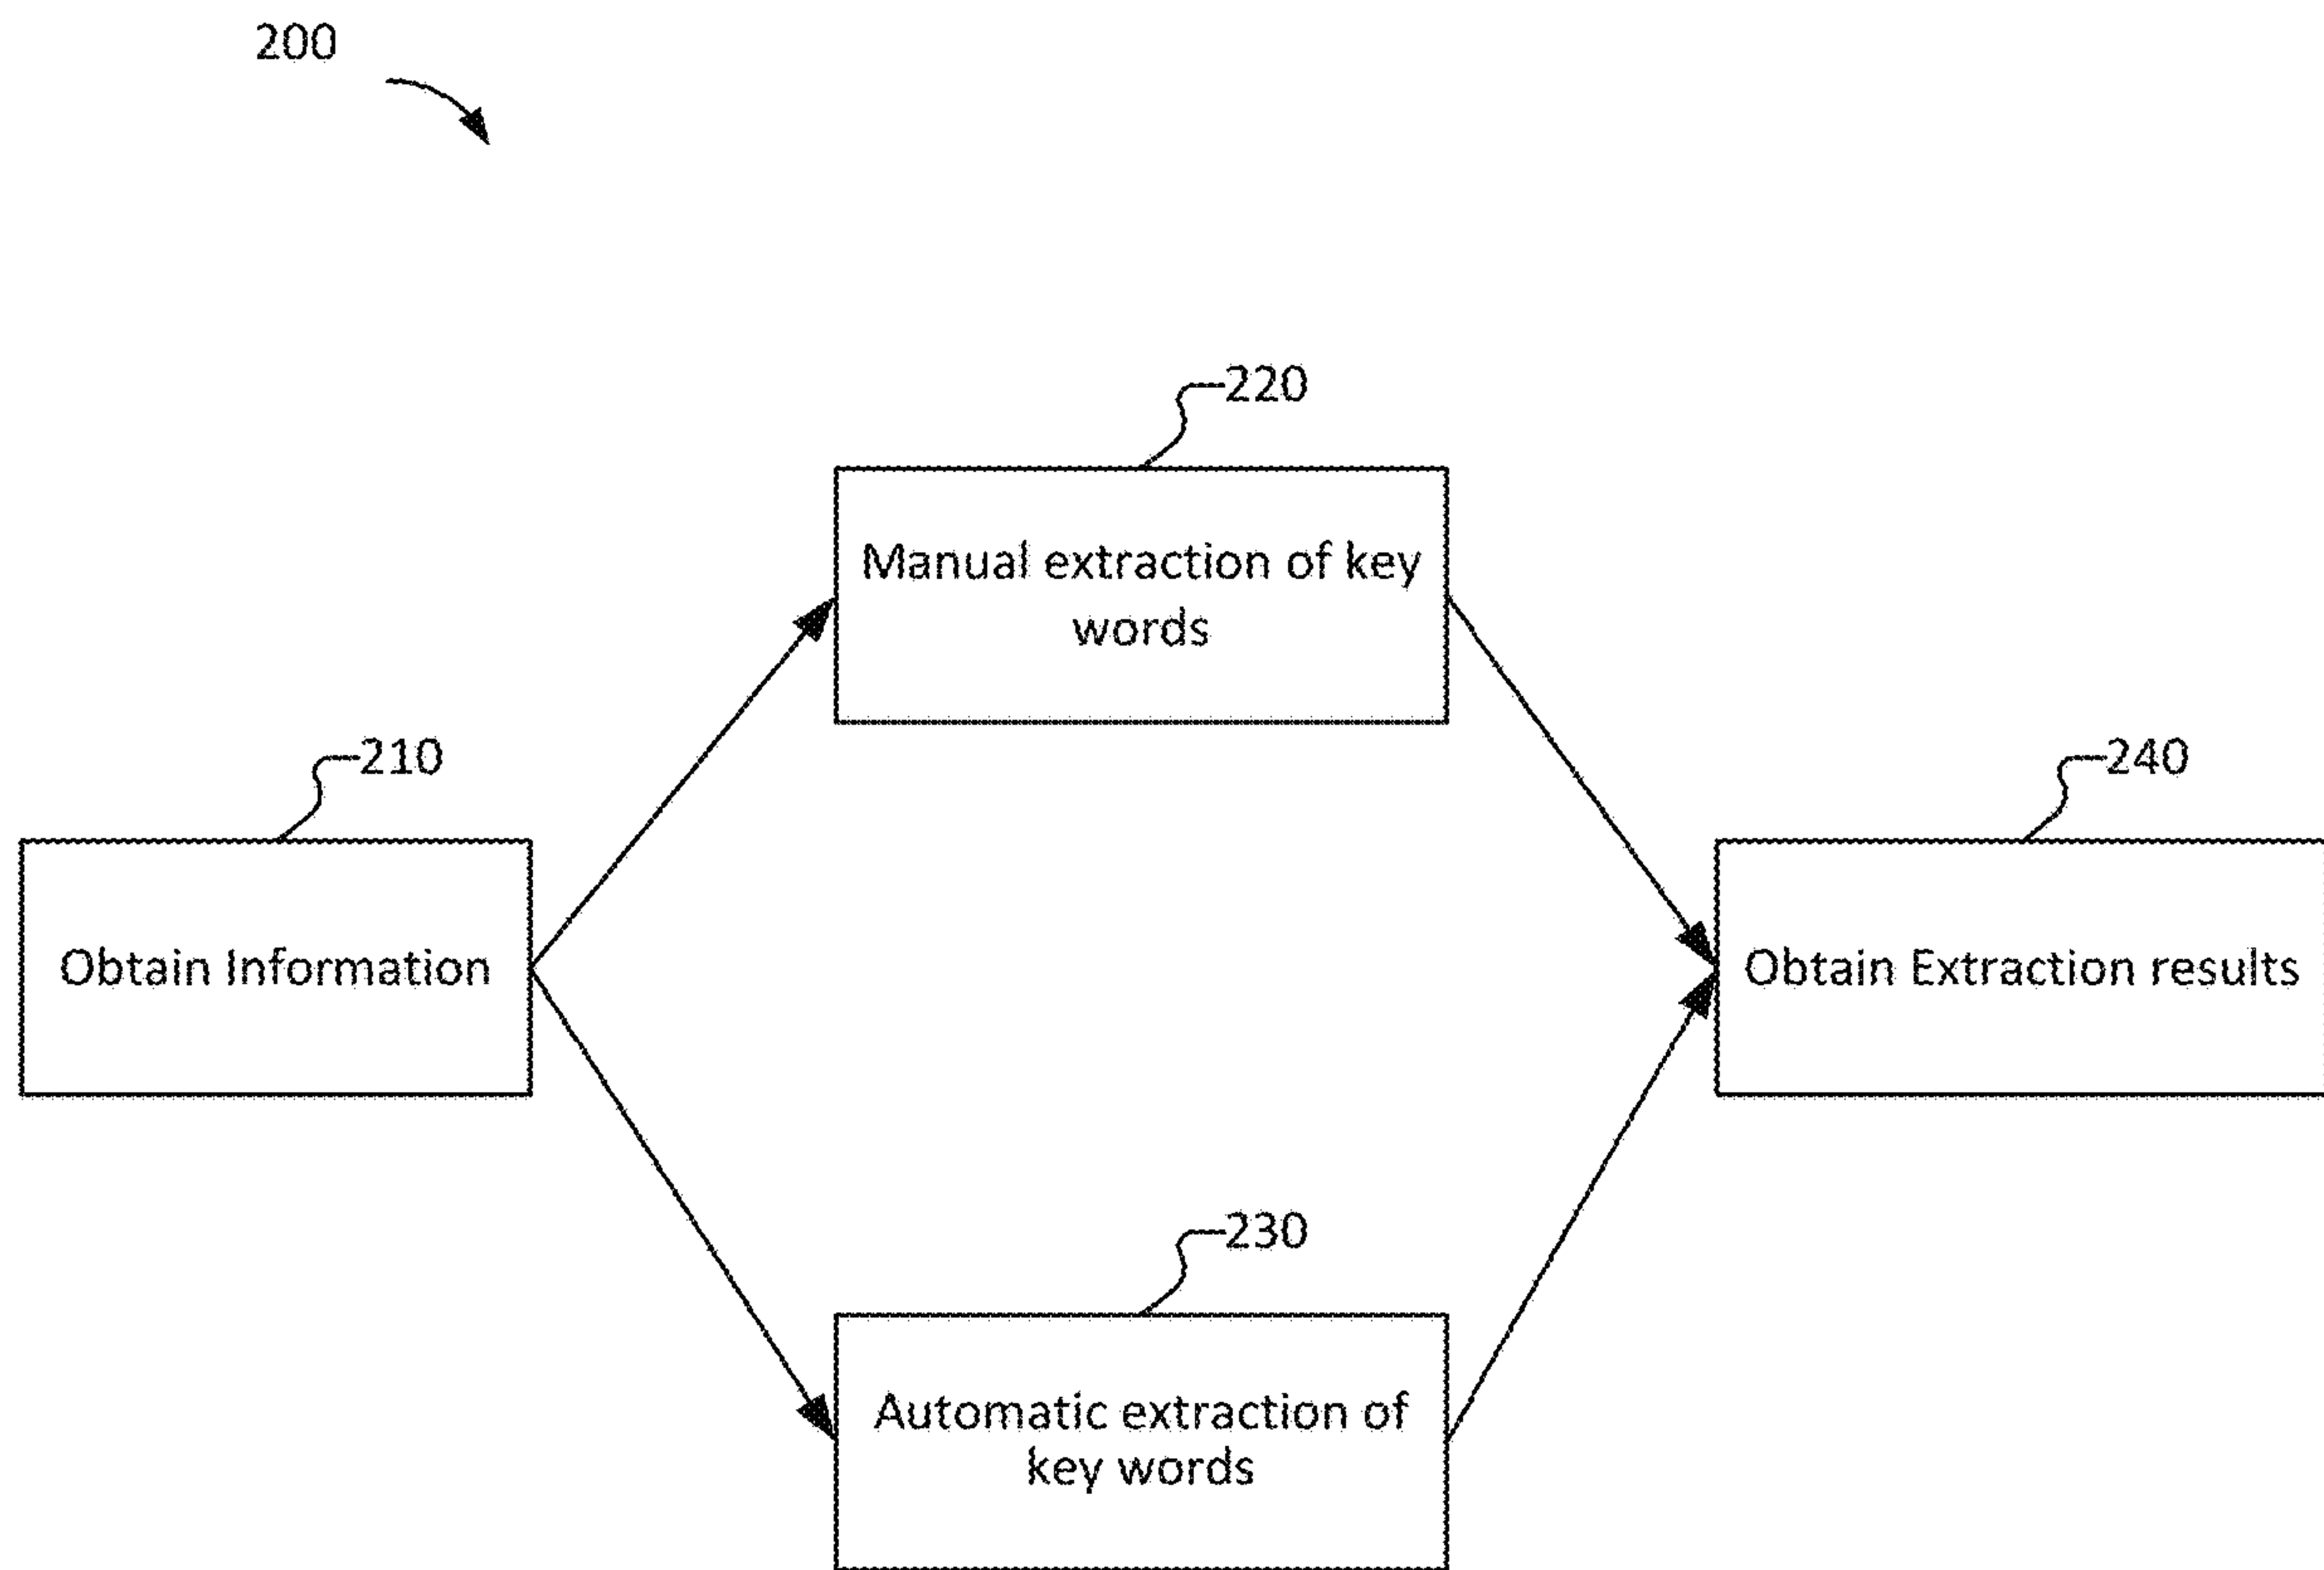 200
220
Manual extraction of key
words
210
Obtain Information
240
Obtain Extraction results
230
Automatic extraction of
key words